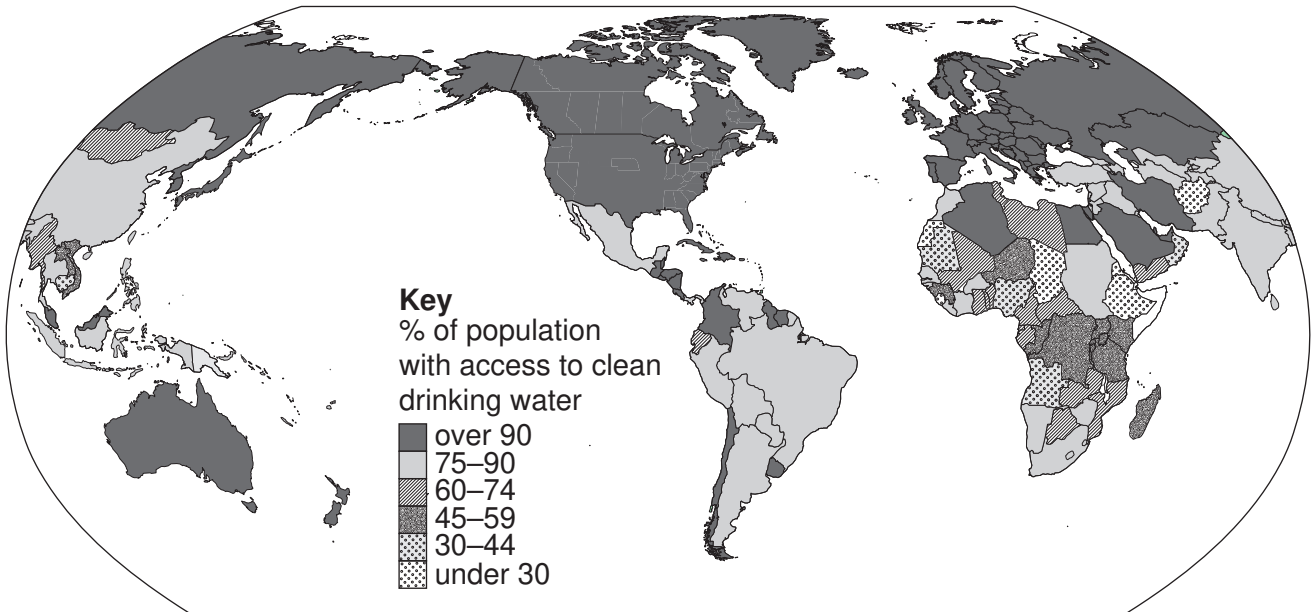 Key
% of population
with access to clean
drinking water
over 90
75–90
60–74
45–59
30–44
under 30